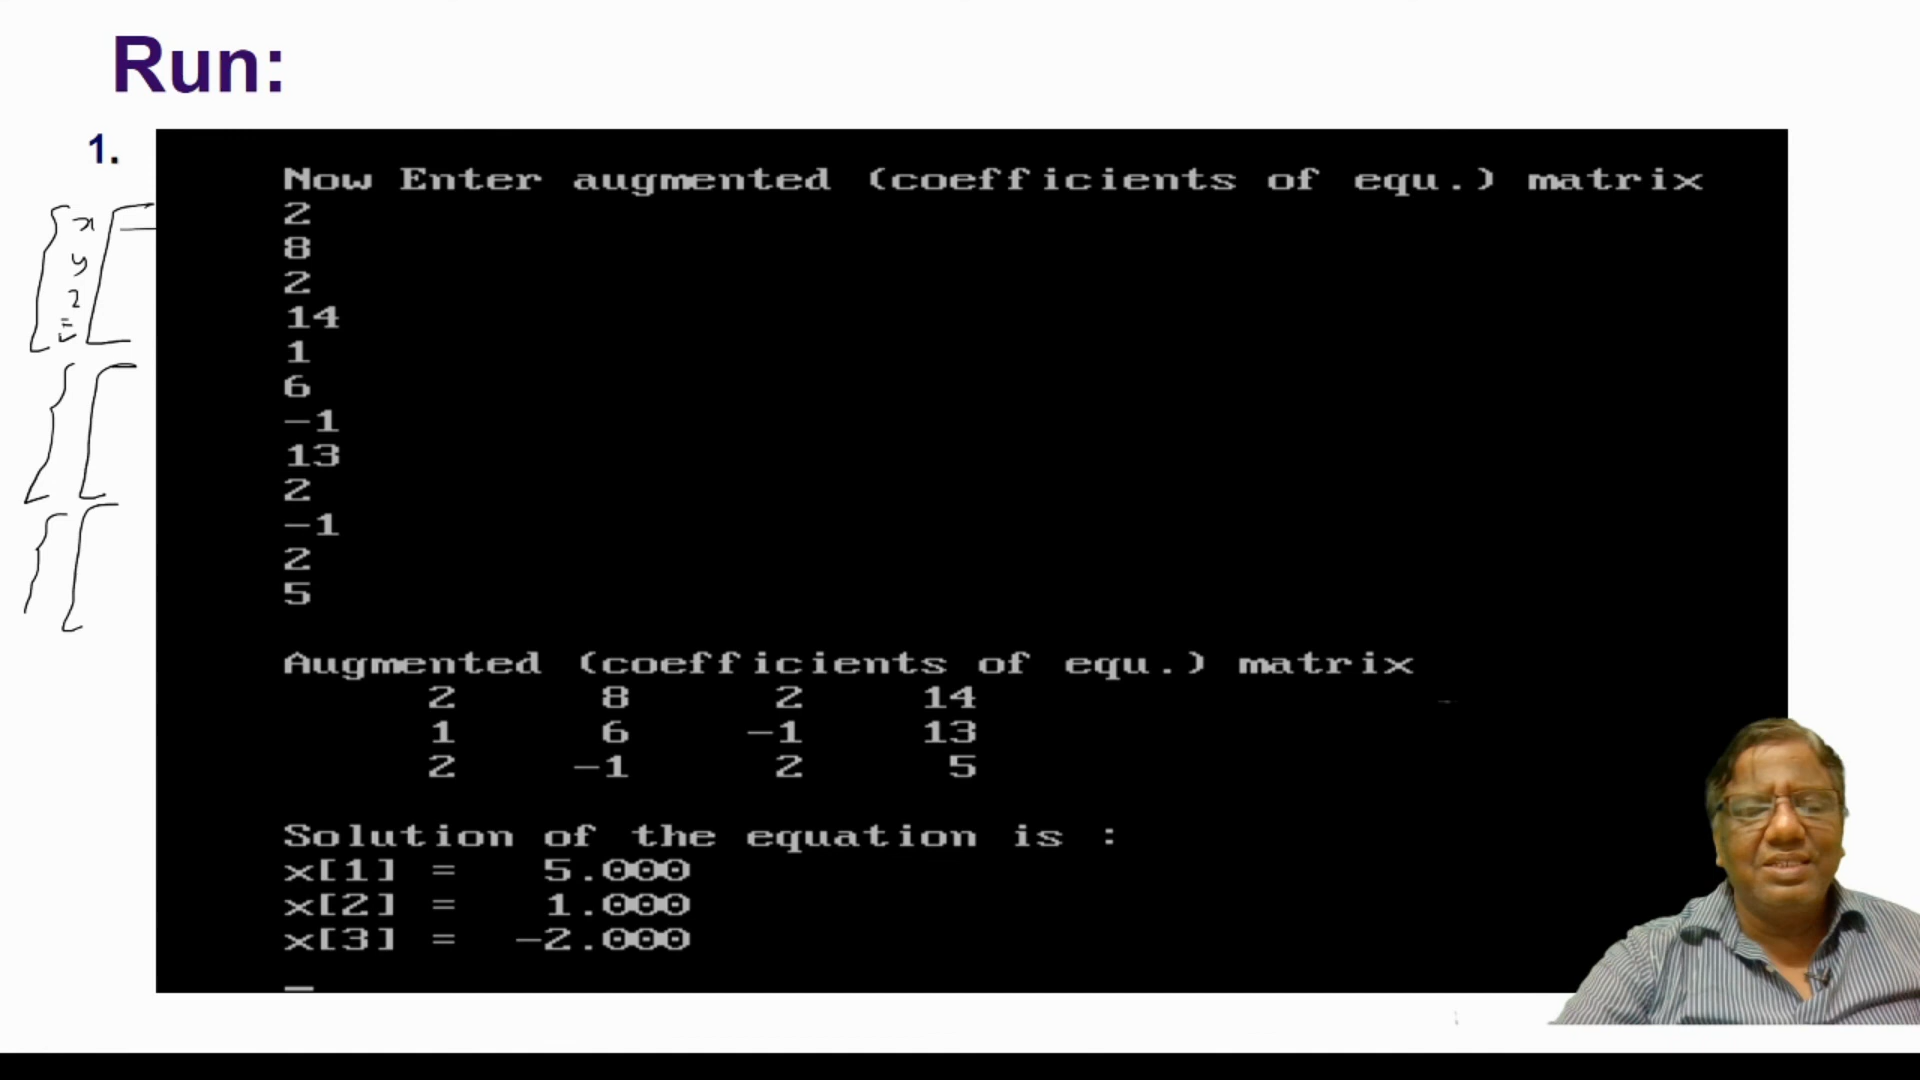 Run:
1.
Now Enter augmented (coefficients of equ.) matrix
2
8
2
14
1
6
-1
13
2
-1
2
5
Augmented (coefficients of equ.) matrix
2 8 2 14
1 6 -1 13
2 -1 2 5
Solution of the equation is :
x[1] = 5.000
x[2] = 1.000
x[3] = -2.000
x
y
z
=